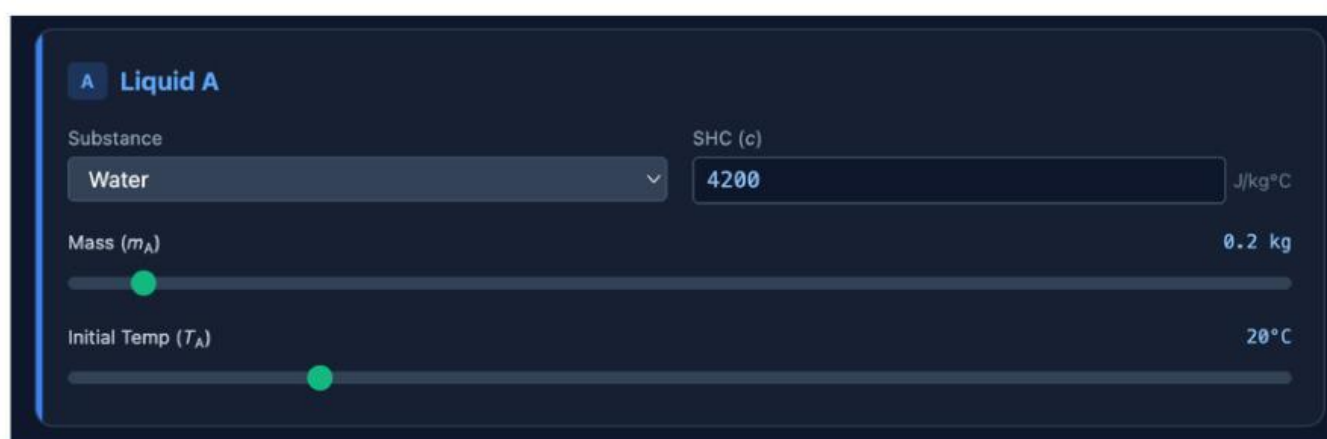 A Liquid A
Substance SHC (c)
Water 4200 J/kg°C
Mass (mA) 0.2 kg
Initial Temp (TA) 20°C